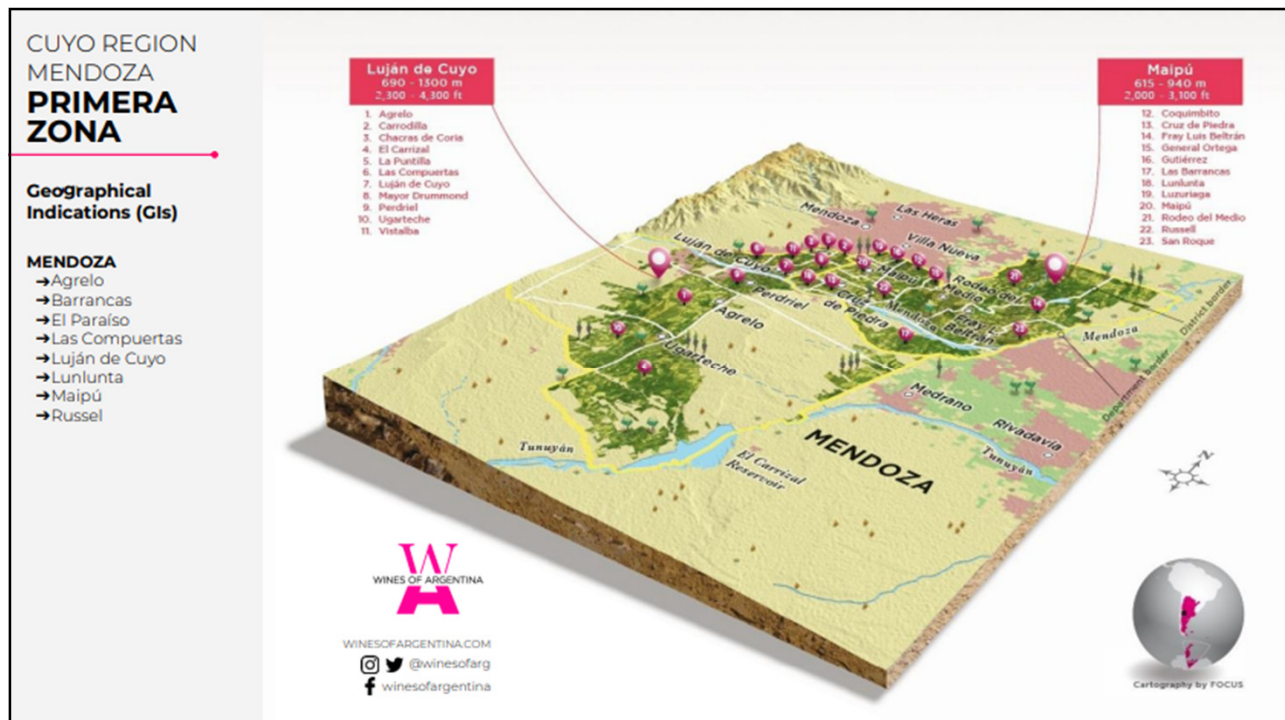 CUYO REGION
MENDOZA
PRIMERA
ZONA
Geographical
Indications (GIs)
MENDOZA
➔Agrelo
➔Barrancas
➔El Paraíso
➔Las Compuertas
➔Luján de Cuyo
➔Lunlunta
➔Maipú
➔Russel
Luján de Cuyo
690 - 1300 m
2,300 - 4,300 ft
1. Agrelo
2. Carrodilla
3. Chacras de Coria
4. El Carrizal
5. La Puntilla
6. Las Compuertas
7. Luján de Cuyo
8. Mayor Drummond
9. Perdriel
10. Ugarteche
11. Vistalba
Maipú
615 - 940 m
2,000 - 3,100 ft
12. Coquimbito
13. Cruz de Piedra
14. Fray Luis Beltrán
15. General Ortega
16. Gutiérrez
17. Las Barrancas
18. Lunlunta
19. Luzuriaga
20. Maipú
21. Rodeo del Medio
22. Russell
23. San Roque
Las Heras
Mendoza
Villa Nueva
Luján de Cuyo
Maipú
Rodeo del
Medio
Perdriel
Cruz
de Piedra
Mendoza
Fray L.
Beltrán
Agrelo
Ugarteche
Mendoza
District border
Department border
Medrano
Rivadavia
Tunuyán
MENDOZA
Tunuyán
El Carrizal
Reservoir
N
WINES OF ARGENTINA
WINESOFARGENTINA.COM
@winesofarg
winesofargentina
Cartography by FOCUS